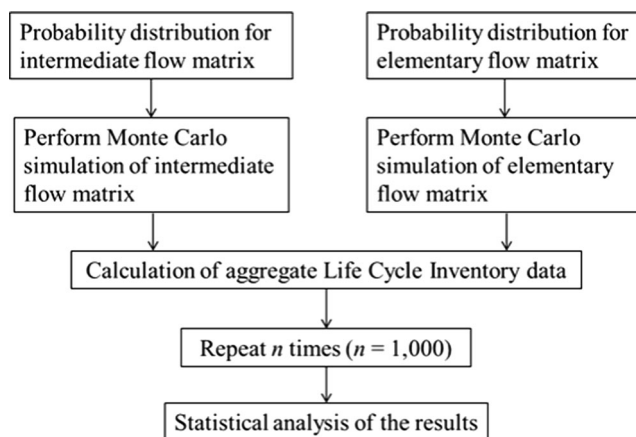 Probability distribution for
intermediate flow matrix
Probability distribution for
elementary flow matrix
Perform Monte Carlo
simulation of intermediate
flow matrix
Perform Monte Carlo
simulation of elementary
flow matrix
Calculation of aggregate Life Cycle Inventory data
Repeat n times (n = 1,000)
Statistical analysis of the results